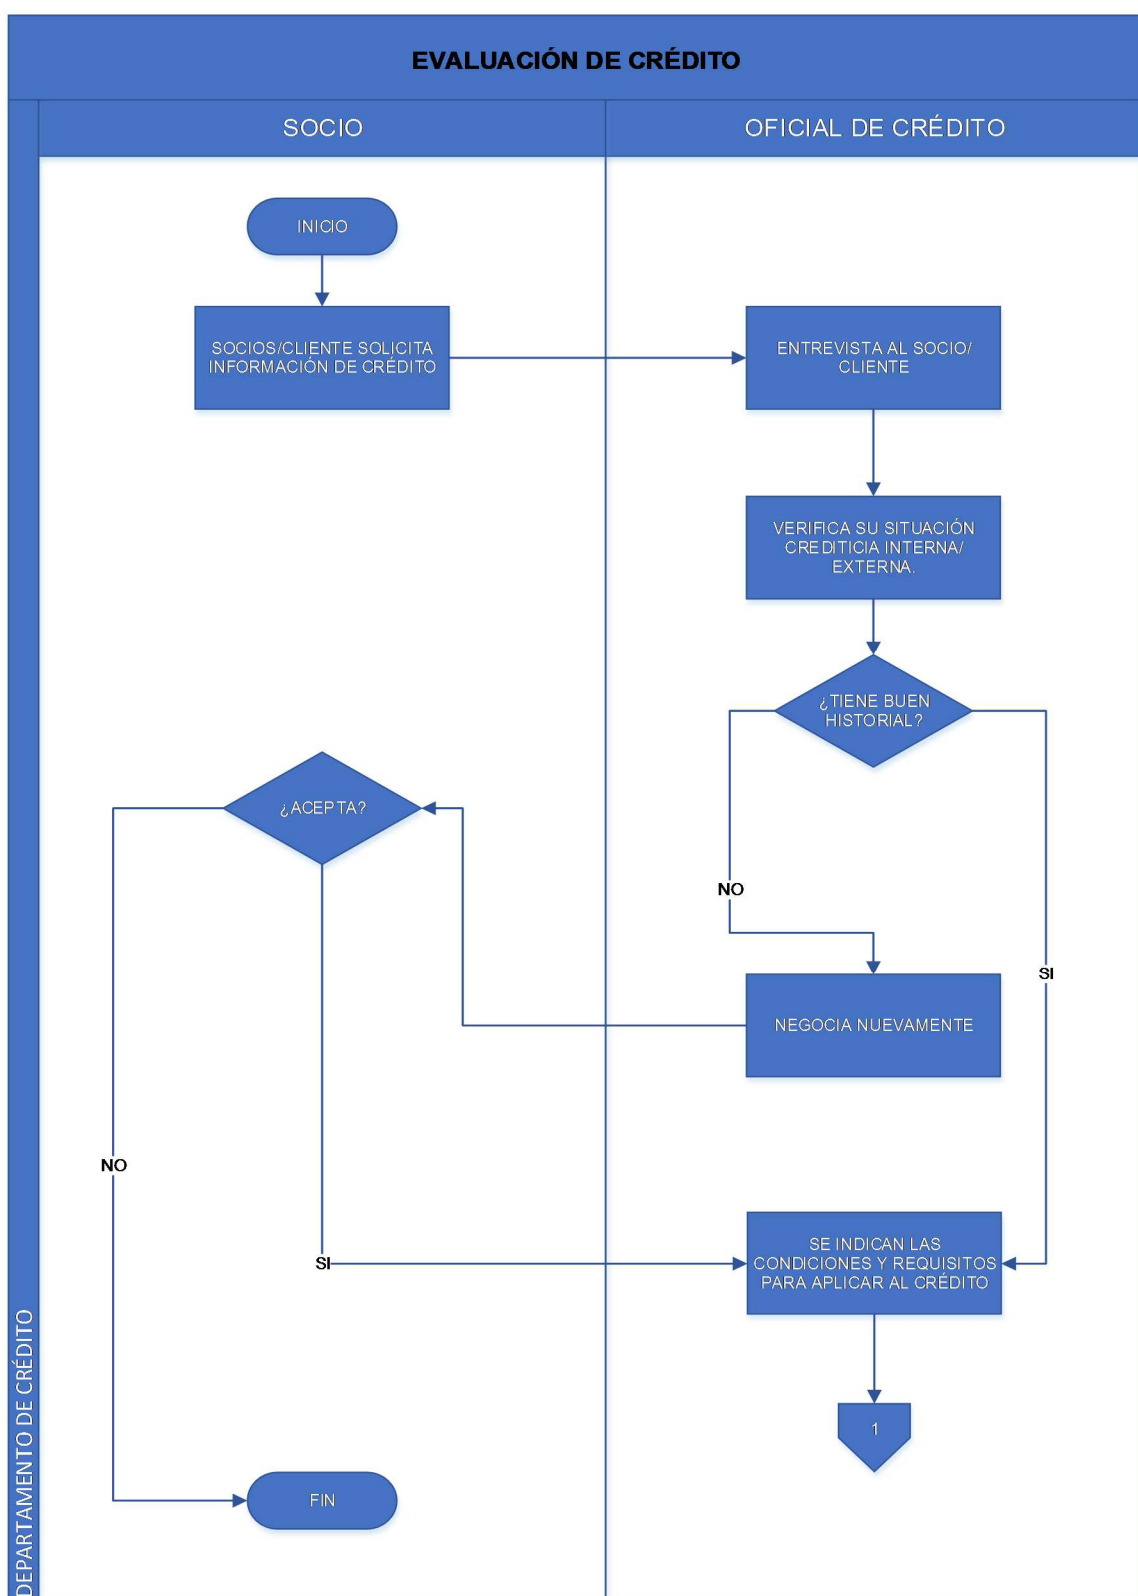 EVALUACIÓN DE CRÉDITO
SOCIO
OFICIAL DE CRÉDITO
INICIO
SOCIOS/CLIENTE SOLICITA
INFORMACIÓN DE CRÉDITO
ENTREVISTA AL SOCIO/
CLIENTE
VERIFICA SU SITUACIÓN
CREDITICIA INTERNA/
EXTERNA.
¿TIENE BUEN
HISTORIAL?
¿ACEPTA?
NO
SI
NEGOCIA NUEVAMENTE
NO
SI
SE INDICAN LAS
CONDICIONES Y REQUISITOS
PARA APLICAR AL CRÉDITO
1
FIN
DEPARTAMENTO DE CRÉDITO